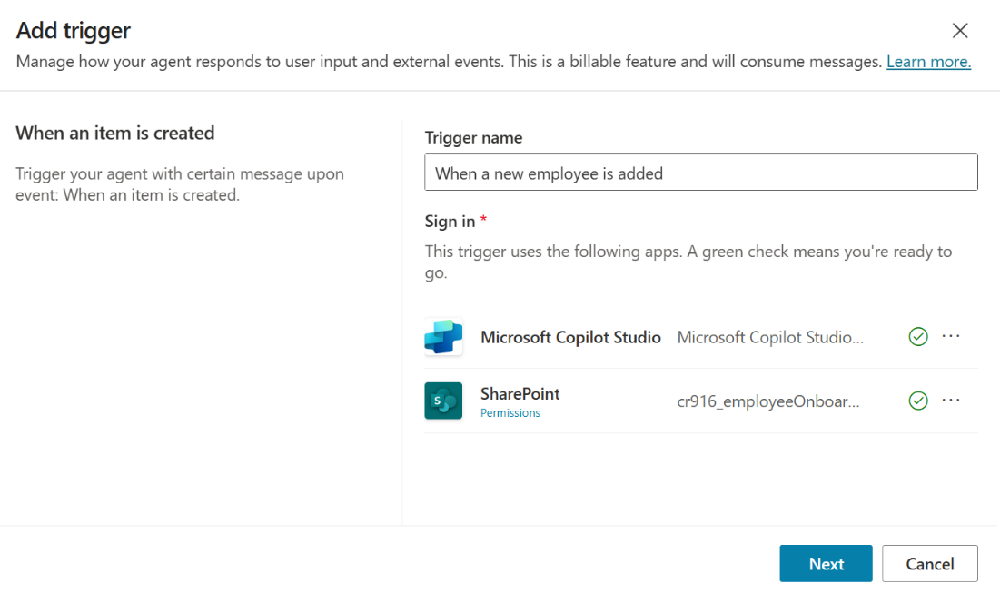 Add trigger
Manage how your agent responds to user input and external events. This is a billable feature and will consume messages. Learn more.
When an item is created
Trigger your agent with certain message upon
event: When an item is created.
Trigger name
When a new employee is added
Sign in *
This trigger uses the following apps. A green check means you're ready to
go.
Microsoft Copilot Studio Microsoft Copilot Studio... ...
S SharePoint cr916_employeeOnboar... ...
Permissions
Next Cancel